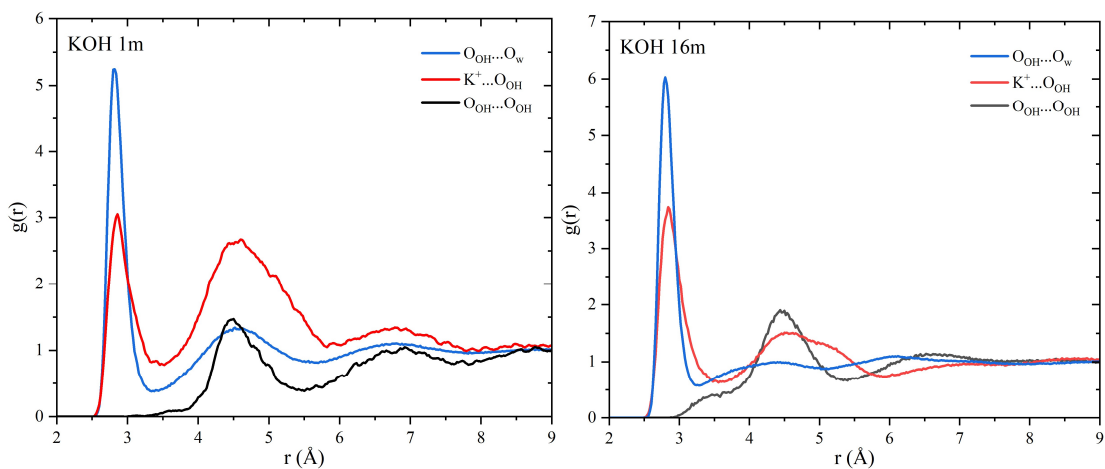 KOH 1m
O_OH...O_w
K⁺...O_OH
O_OH...O_OH
g(r)
6
5
4
3
2
1
0
2 3 4 5 6 7 8 9
r (Å)
KOH 16m
O_OH...O_w
K⁺...O_OH
O_OH...O_OH
g(r)
7
6
5
4
3
2
1
0
2 3 4 5 6 7 8 9
r (Å)